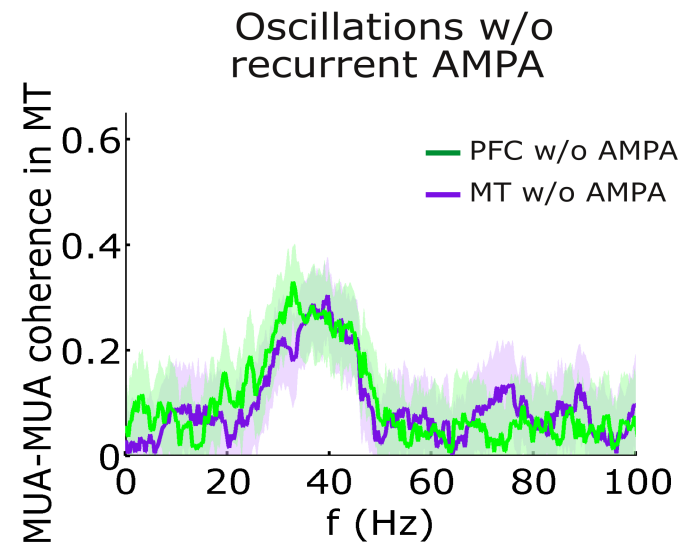 Oscillations w/o
recurrent AMPA
MUA-MUA coherence in MT
0.6
0.4
0.2
0
PFC w/o AMPA
MT w/o AMPA
0 20 40 60 80 100
f (Hz)